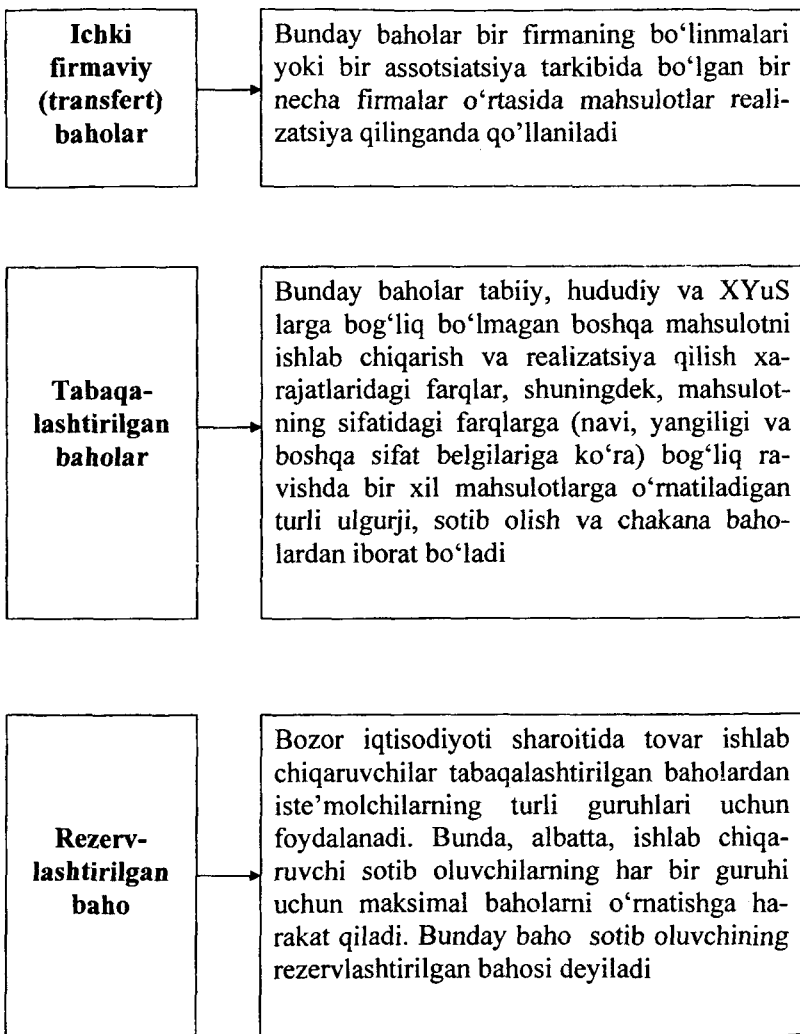 Ichki
firmaviy
(transfert)
baholar
Bunday baholar bir firmaning bo‘linmalari
yoki bir assotsiatsiya tarkibida bo‘lgan bir
necha firmalar o‘rtasida mahsulotlar reali-
zatsiya qilinganda qo’llaniladi
Tabaqa-
lashtirilgan
baholar
Bunday baholar tabiiy, hududiy va XYuS
larga bog‘liq bo‘lmagan boshqa mahsulotni
ishlab chiqarish va realizatsiya qilish xa-
rajatlaridagi farqlar, shuningdek, mahsulot-
ning sifatidagi farqlarga (navi, yangiligi va
boshqa sifat belgilariga ko‘ra) bog‘liq ra-
vishda bir xil mahsulotlarga o‘rnatiladigan
turli ulgurji, sotib olish va chakana baho-
lardan iborat bo‘ladi
Rezerv-
lashtirilgan
baho
Bozor iqtisodiyoti sharoitida tovar ishlab
chiqaruvchilar tabaqalashtirilgan baholardan
iste’molchilarning turli guruhlari uchun
foydalanadi. Bunda, albatta, ishlab chiqa-
ruvchi sotib oluvchilarning har bir guruhi
uchun maksimal baholarni o‘rnatishga ha-
rakat qiladi. Bunday baho sotib oluvchining
rezervlashtirilgan bahosi deyiladi